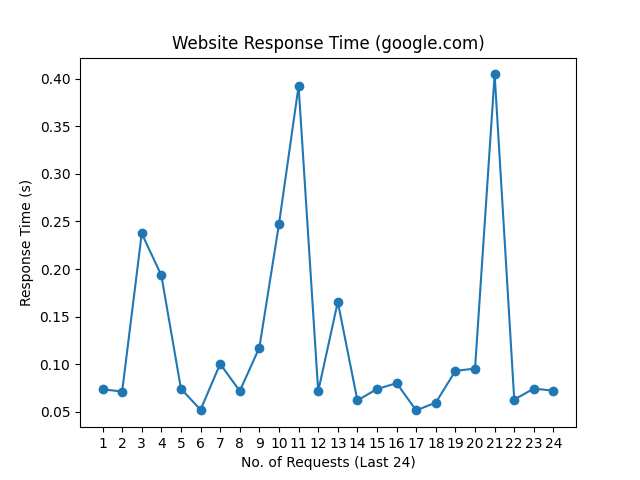 Website Response Time (google.com)
0.40
0.35
0.30
0.25
0.20
0.15
0.10
0.05
Response Time (s)
1 2 3 4 5 6 7 8 9 10 11 12 13 14 15 16 17 18 19 20 21 22 23 24
No. of Requests (Last 24)